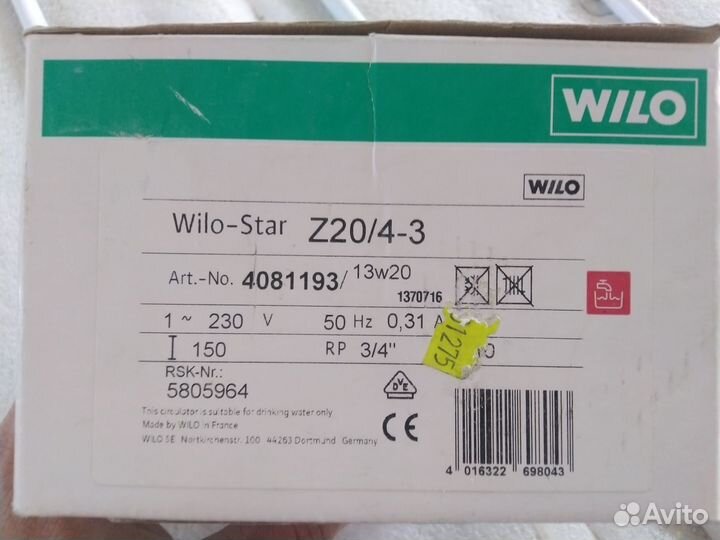 WILO
WILO
Wilo-Star Z20/4-3
Art.-No. 4081193/ 13w20
1370716
1 ~ 230 V 50 Hz 0,31 A
150 RP 3/4"
51275
RSK-Nr.:
5805964
DVE
This circulator is suitable for drinking water only
Made by WILO in France
WILO SE Nortkirchenstr. 100 44263 Dortmund Germany
CE
4 016322 698043
Avito